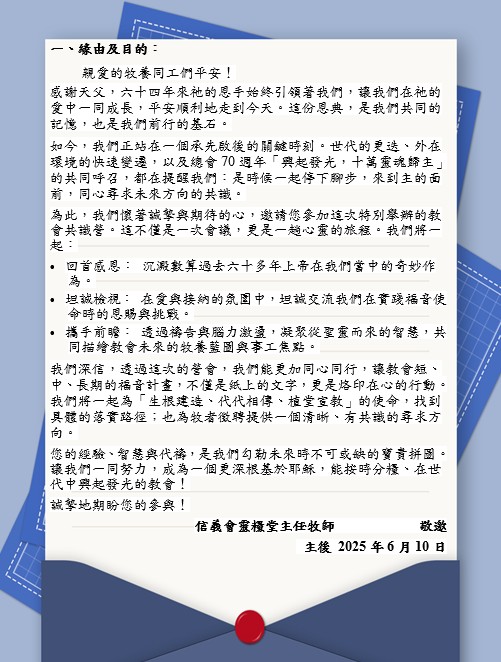 一、緣由及目的：
親愛的牧養同工們平安！
感謝天父，六十四年來祂的恩手始終引領著我們，讓我們在祂的
愛中一同成長，平安順利地走到今天。這份恩典，是我們共同的
記憶，也是我們前行的基石。
如今，我們正站在一個承先啟後的關鍵時刻。世代的更迭、外在
環境的快速變遷，以及總會 70 週年「興起發光，十萬靈魂歸主」
的共同呼召，都在提醒我們：是時候一起停下腳步，來到主的面
前，同心尋求未來方向的共識。
為此，我們懷著誠摯與期待的心，邀請您參加這次特別舉辦的教
會共識營。這不僅是一次會議，更是一趟心靈的旅程。我們將一
起：
• 回首感恩： 沉澱數算過去六十多年上帝在我們當中的奇妙作
為。
• 坦誠檢視： 在愛與接納的氛圍中，坦誠交流我們在實踐福音使
命時的恩賜與挑戰。
• 攜手前瞻： 透過禱告與腦力激盪，凝聚從聖靈而來的智慧，共
同描繪教會未來的牧養藍圖與事工焦點。
我們深信，透過這次的營會，我們能更加同心同行，讓教會短、
中、長期的福音計畫，不僅是紙上的文字，更是烙印在心的行動。
我們將一起為「生根建造、代代相傳、植堂宣教」的使命，找到
具體的落實路徑；也為牧者徵聘提供一個清晰、有共識的尋求方
向。
您的經驗、智慧與代禱，是我們勾勒未來時不可或缺的寶貴拼圖。
讓我們一同努力，成為一個更深根基於耶穌，能按時分糧、在世
代中興起發光的教會！
誠摯地期盼您的參與！
信義會靈糧堂主任牧師 敬邀
主後 2025 年 6 月 10 日